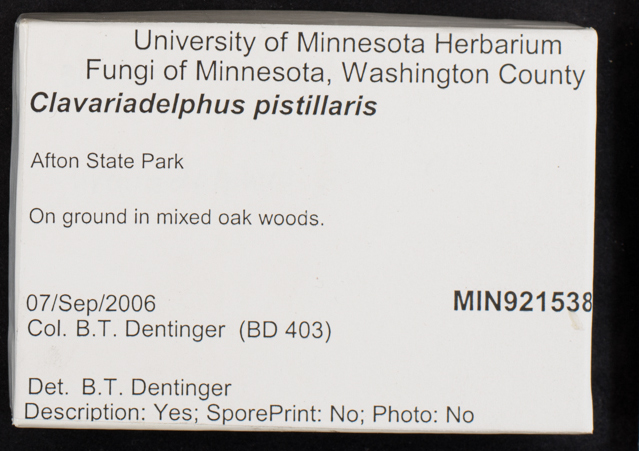 University of Minnesota Herbarium
Fungi of Minnesota, Washington County
Clavariadelphus pistillaris
Afton State Park
On ground in mixed oak woods.
07/Sep/2006 MIN921538
Col. B.T. Dentinger (BD 403)
Det. B.T. Dentinger
Description: Yes; SporePrint: No; Photo: No